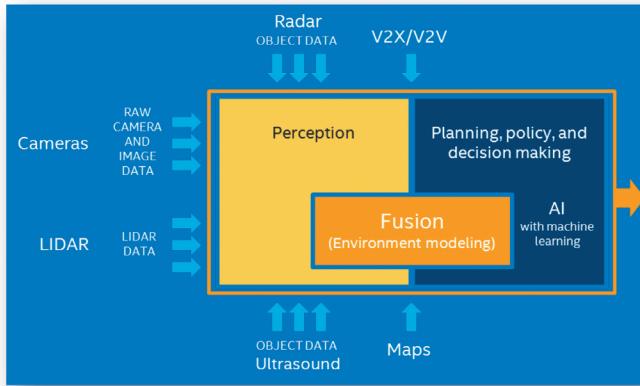 Radar
OBJECT DATA
V2X/V2V
Cameras
RAW
CAMERA
AND
IMAGE
DATA
Perception
Planning, policy, and
decision making
Fusion
(Environment modeling)
AI
with machine
learning
LIDAR
LIDAR
DATA
OBJECT DATA
Ultrasound
Maps